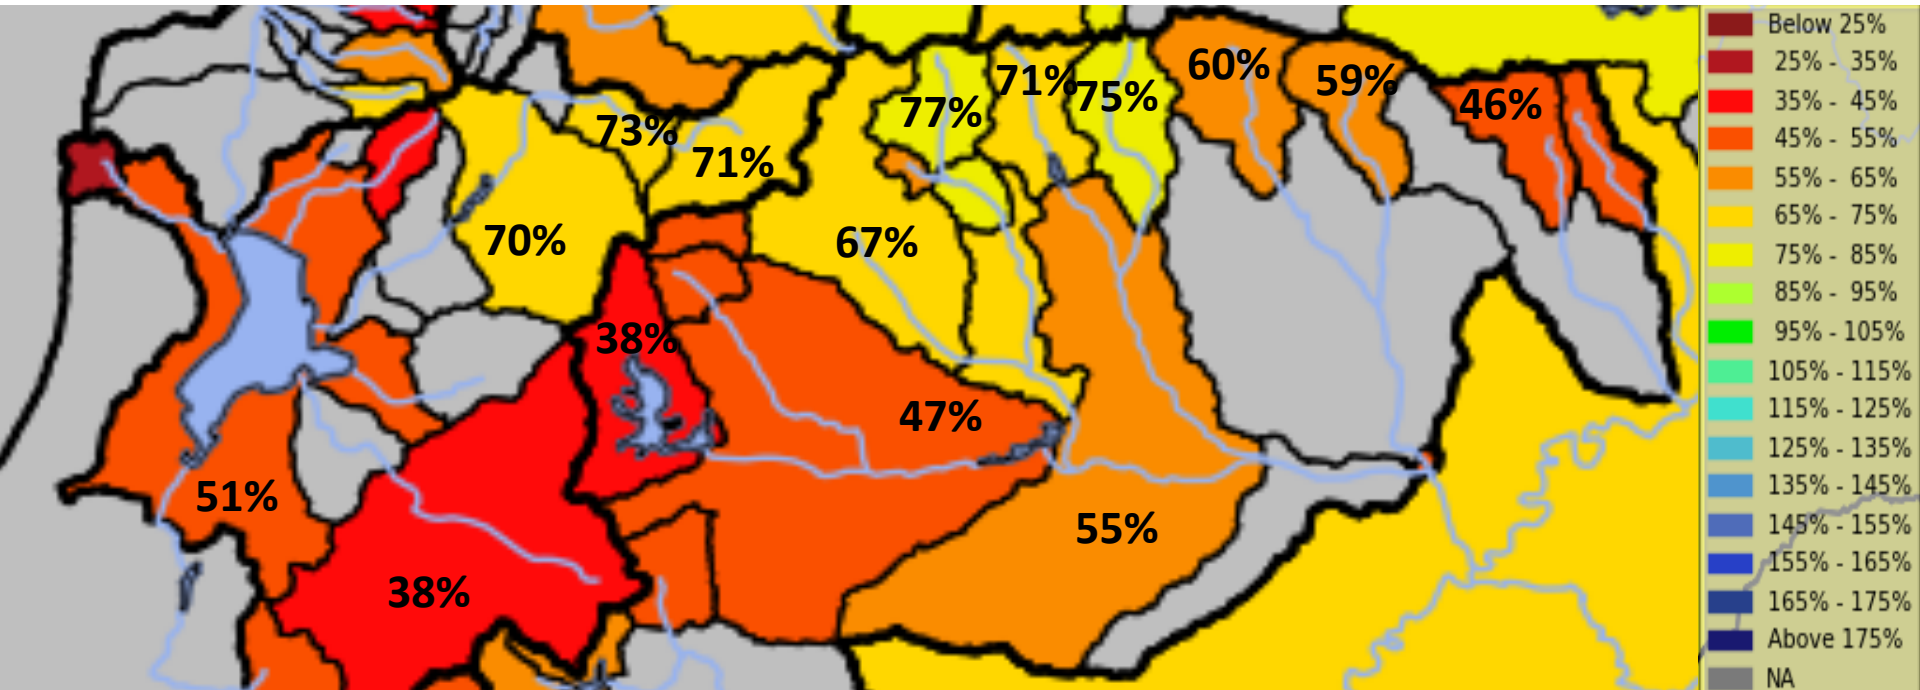 60%
71%
59%
75%
46%
77%
73%
71%
70%
67%
38%
47%
51%
55%
38%
Below 25%
25% - 35%
35% - 45%
45% - 55%
55% - 65%
65% - 75%
75% - 85%
85% - 95%
95% - 105%
105% - 115%
115% - 125%
125% - 135%
135% - 145%
145% - 155%
155% - 165%
165% - 175%
Above 175%
NA